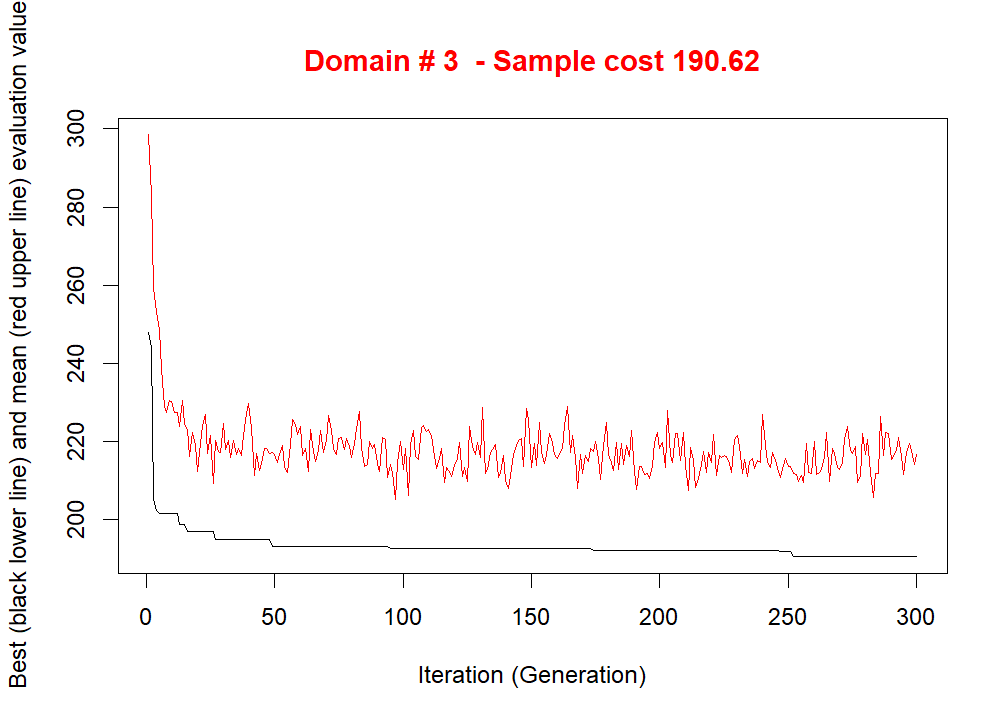 Domain # 3  - Sample cost 190.62
Best (black lower line) and mean (red upper line) evaluation value
300
280
260
240
220
200
0 50 100 150 200 250 300
Iteration (Generation)